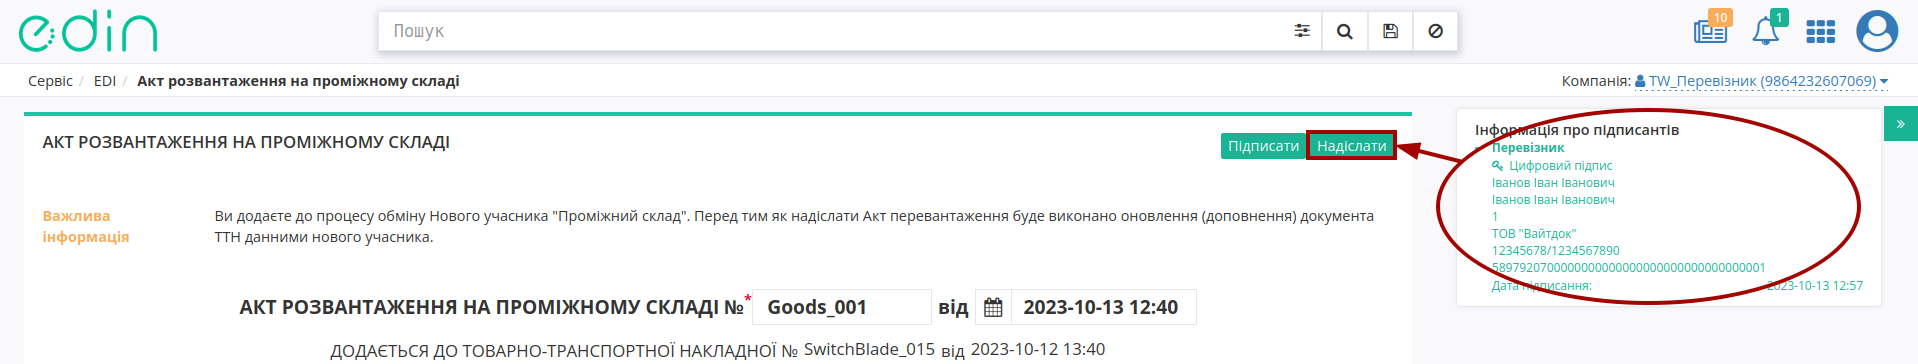 edin
Пошук
10
1
Сервіс / EDI / Акт розвантаження на проміжному складі
Компанія: TW_Перевізник (9864232607069)
АКТ РОЗВАНТАЖЕННЯ НА ПРОМІЖНОМУ СКЛАДІ
Підписати Надіслати
Важлива інформація
Ви додаєте до процесу обміну Нового учасника "Проміжний склад". Перед тим як надіслати Акт перевантаження буде виконано оновлення (доповнення) документа
ТТН данними нового учасника.
АКТ РОЗВАНТАЖЕННЯ НА ПРОМІЖНОМУ СКЛАДІ №* Goods_001 від 2023-10-13 12:40
ДОДАЄТЬСЯ ДО ТОВАРНО-ТРАНСПОРТНОЇ НАКЛАДНОЇ № SwitchBlade_015 від 2023-10-12 13:40
»
Інформація про підписантів
Перевізник
Цифровий підпис
Іванов Іван Іванович
Іванов Іван Іванович
1
ТОВ "Вайтдок"
12345678/1234567890
Дата підписання: 2023-10-13 12:57